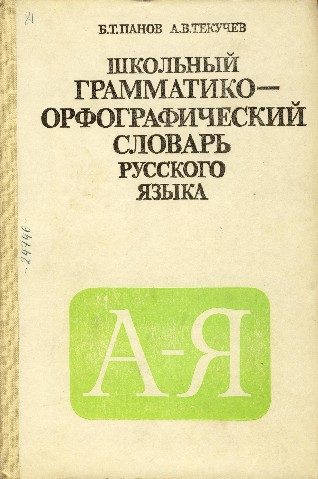 Б.Т.ПАНОВ А.В.ТЕКУЧЕВ
ШКОЛЬНЫЙ
ГРАММАТИКО—
ОРФОГРАФИЧЕСКИЙ
СЛОВАРЬ
РУССКОГО
ЯЗЫКА
А-Я